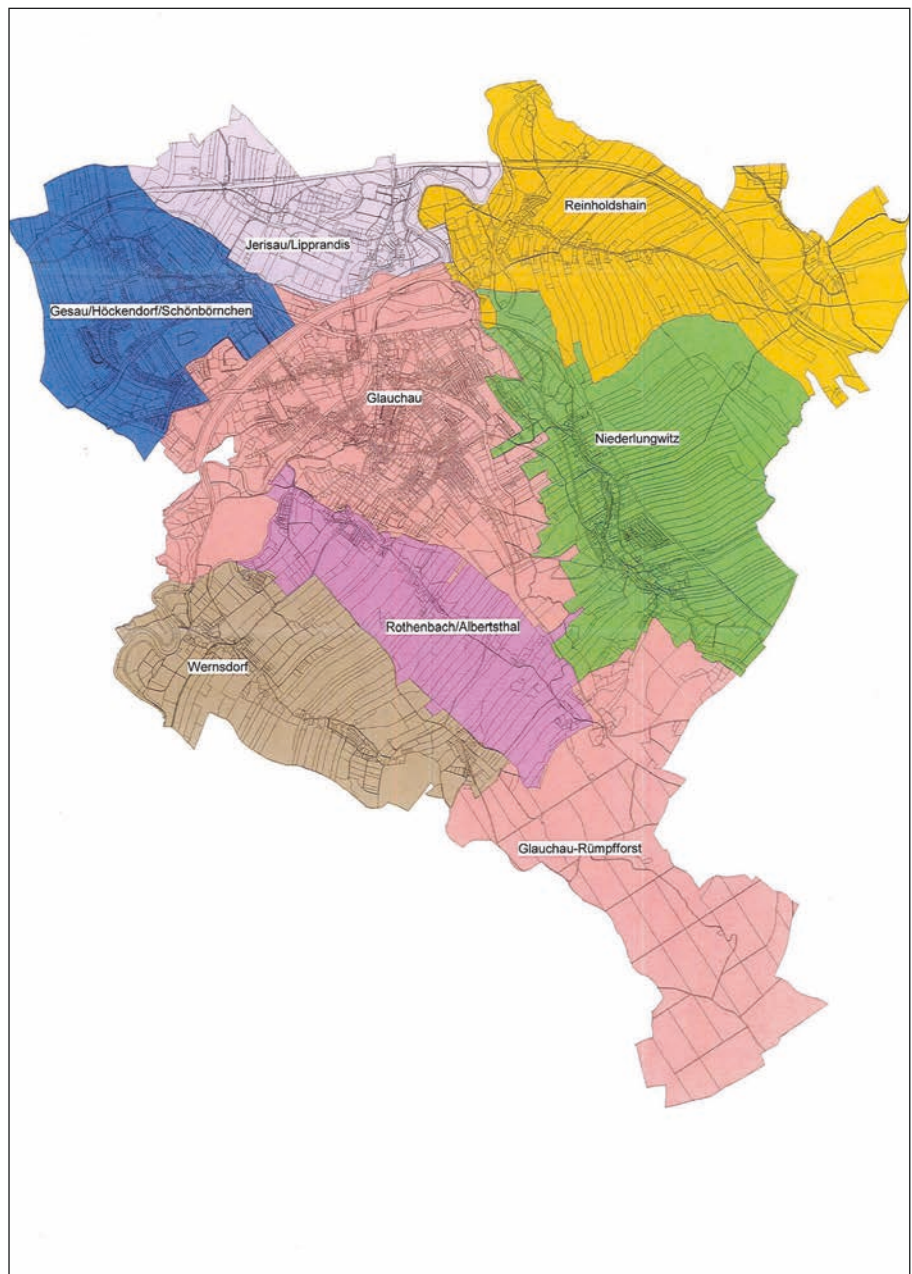 Reinholdshain
Jerisau/Lipprandis
Gesau/Höckendorf/Schönbörnchen
Glauchau
Niederlungwitz
Rothenbach/Albertsthal
Wernsdorf
Glauchau-Rümpfforst